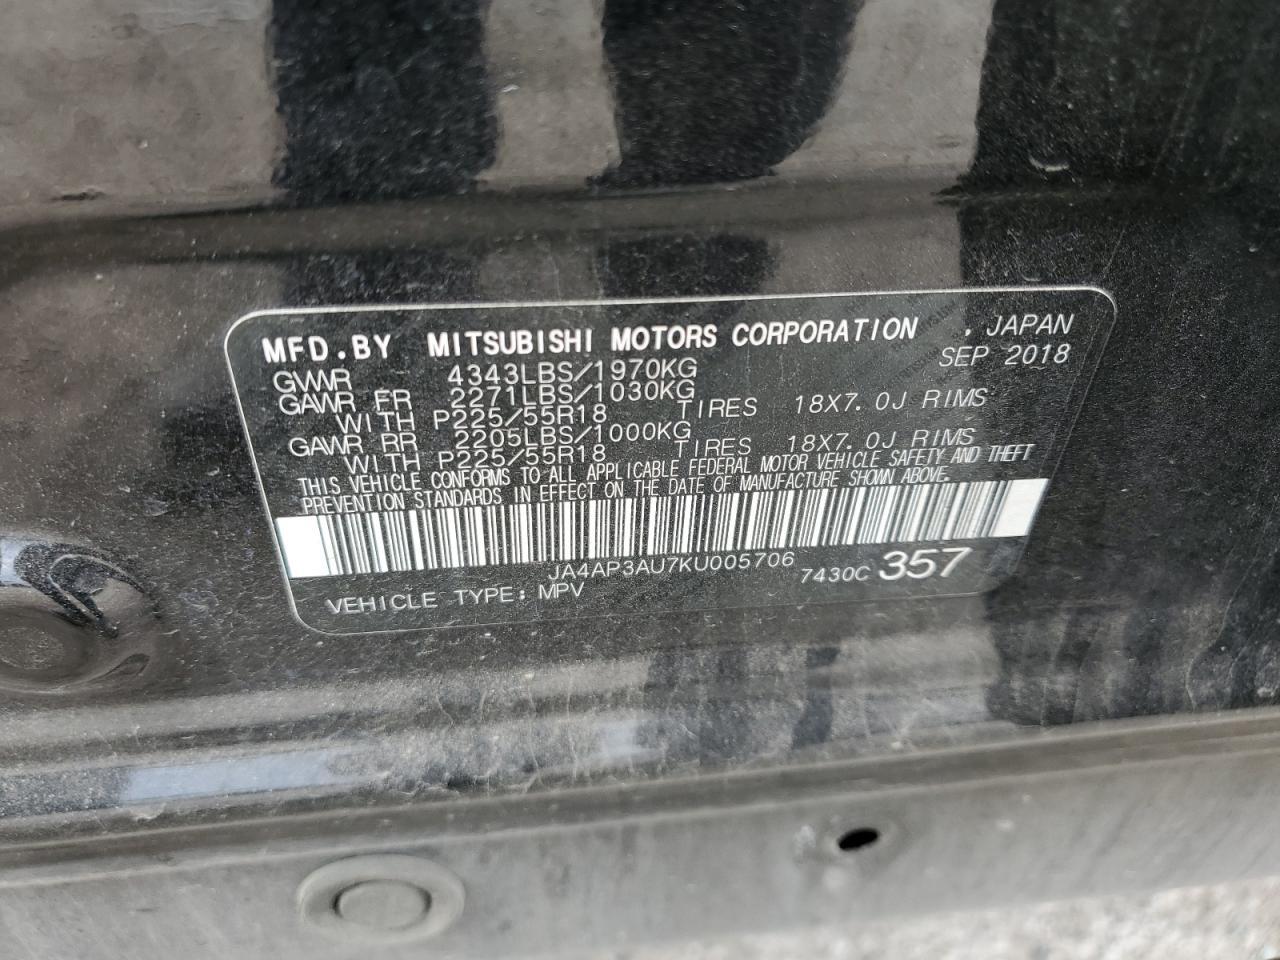 MFD.BY MITSUBISHI MOTORS CORPORATION . JAPAN
GVWR 4343LBS/1970KG SEP 2018
GAWR FR 2271LBS/1030KG
WITH P225/55R18 TIRES 18X7.0J RIMS
GAWR RR 2205LBS/1000KG
WITH P225/55R18 TIRES 18X7.0J RIMS
THIS VEHICLE CONFORMS TO ALL APPLICABLE FEDERAL MOTOR VEHICLE SAFETY AND THEFT
PREVENTION STANDARDS IN EFFECT ON THE DATE OF MANUFACTURE SHOWN ABOVE.
JA4AP3AU7KU005706 7430C 357
VEHICLE TYPE: MPV